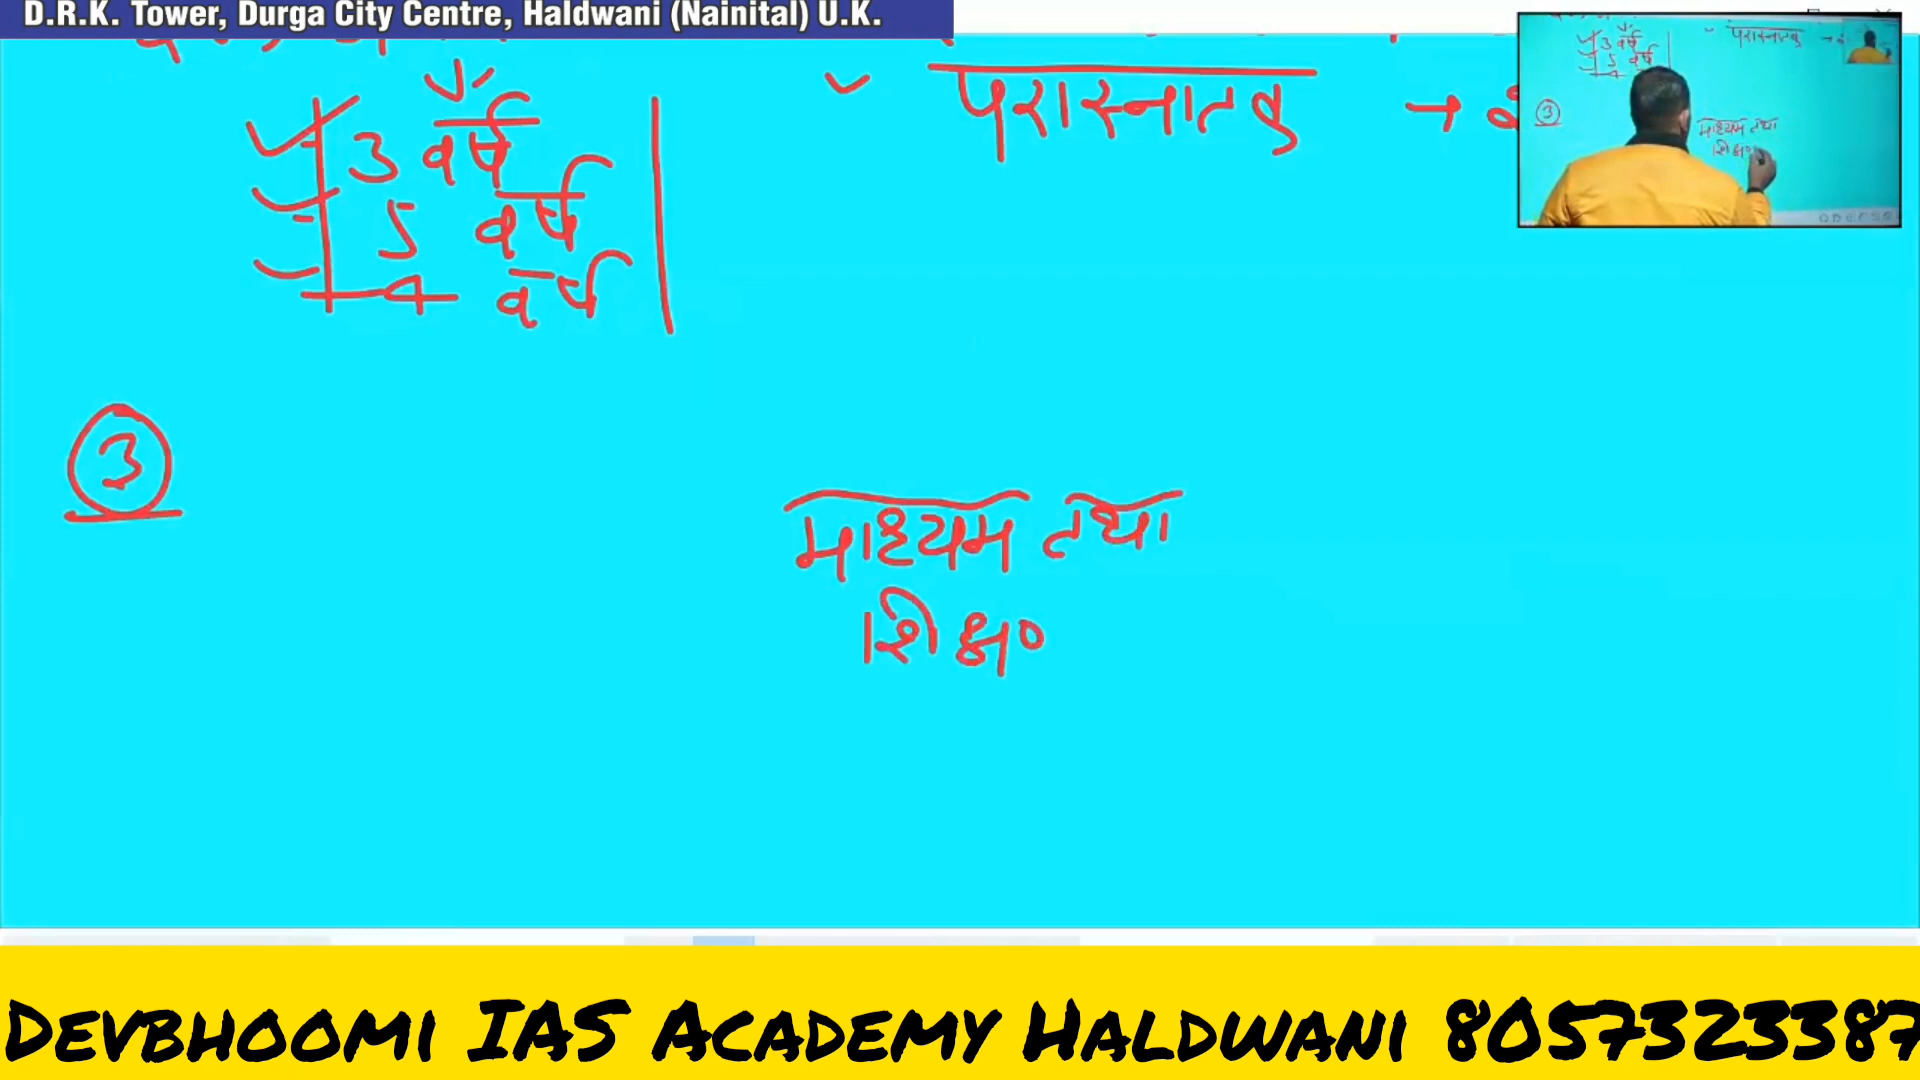 D.R.K. Tower, Durga City Centre, Haldwani (Nainital) U.K.
3 वर्ष
5 वर्ष
4 वर्ष
परास्नातक →
3
माध्यम तथा
शिक्ष०
DEVBHOOMI IAS ACADEMY HALDWANI 8057323387